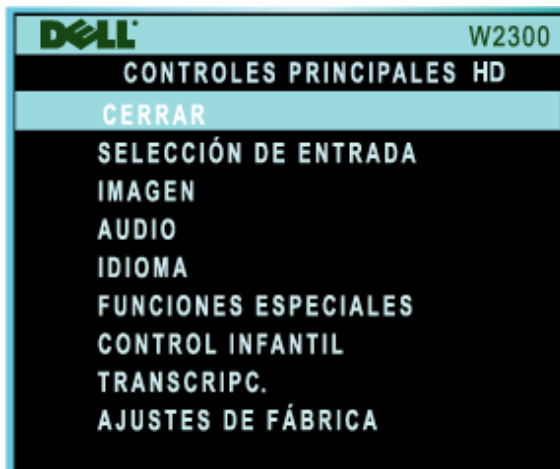 DELL W2300
CONTROLES PRINCIPALES HD
CERRAR
SELECCIÓN DE ENTRADA
IMAGEN
AUDIO
IDIOMA
FUNCIONES ESPECIALES
CONTROL INFANTIL
TRANSCRIPC.
AJUSTES DE FÁBRICA